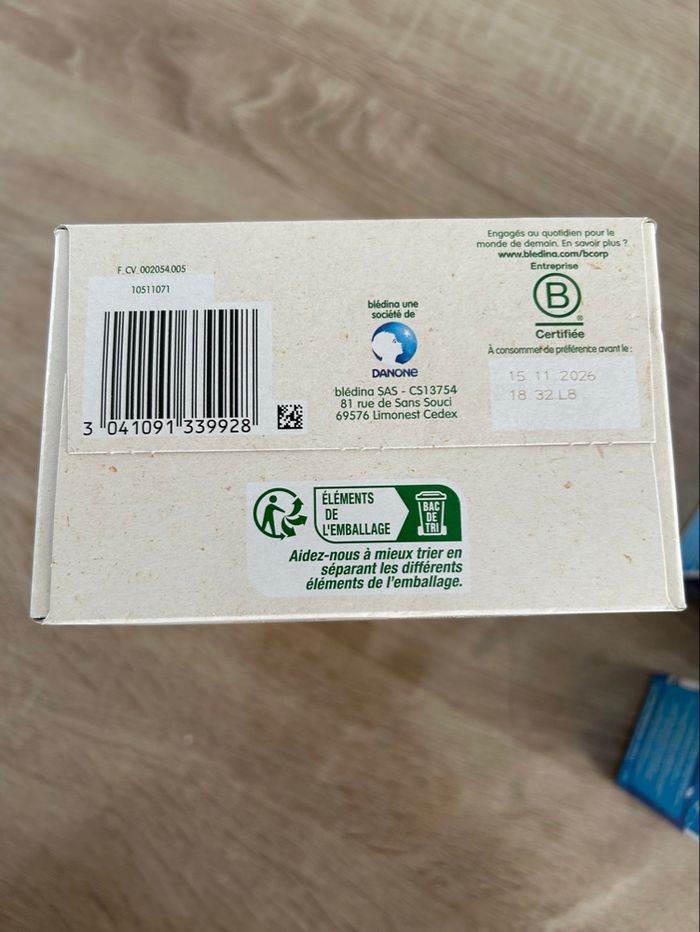 F_CV_002054.005
10511071
3 041091 339928
blédina une
société de
DANONE
blédina SAS - CS13754
81 rue de Sans Souci
69576 Limonest Cedex
Engagés au quotidien pour le
monde de demain. En savoir plus ?
www.bledina.com/bcorp
Entreprise
B
®
Certifiée
À consommer de préférence avant le :
15 11 2026
18 32 L8
ÉLÉMENTS
DE
L'EMBALLAGE
BAC
DE
TRI
Aidez-nous à mieux trier en
séparant les différents
éléments de l'emballage.